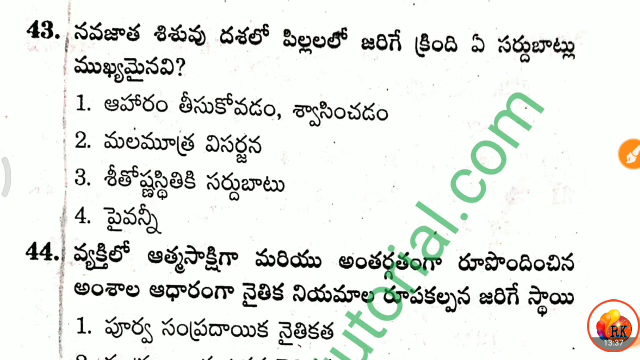 43. నవజాత శిశువు దశలో పిల్లలలో జరిగే క్రింది ఏ సర్దుబాట్లు
ముఖ్యమైనవి?
1. ఆహారం తీసుకోవడం, శ్వాసించడం
2. మలమూత్ర విసర్జన
3. శీతోష్ణస్థితికి సర్దుబాటు
4. పైవన్నీ
44. వ్యక్తిలో ఆత్మసాక్షిగా మరియు అంతర్గతంగా రూపొందించిన
అంశాల ఆధారంగా నైతిక నియమాల రూపకల్పన జరిగే స్థాయి
1. పూర్వ సంప్రదాయిక నైతికత
utorial.com
RK
13:37